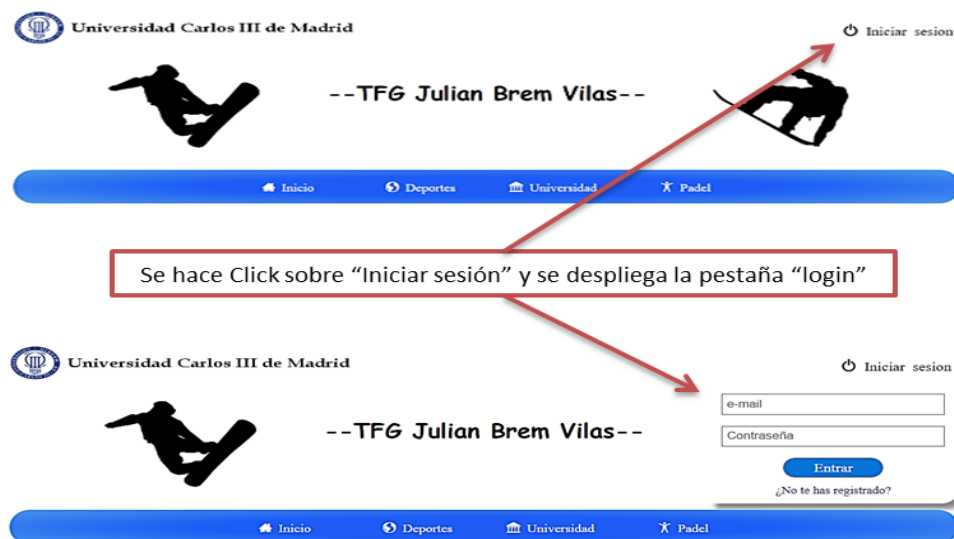 Universidad Carlos III de Madrid
Iniciar sesion
--TFG Julian Brem Vilas--
Inicio Deportes Universidad Padel
Se hace Click sobre “Iniciar sesión” y se despliega la pestaña “login”
Universidad Carlos III de Madrid
Iniciar sesion
e-mail
--TFG Julian Brem Vilas--
Contraseña
Entrar
¿No te has registrado?
Inicio Deportes Universidad Padel